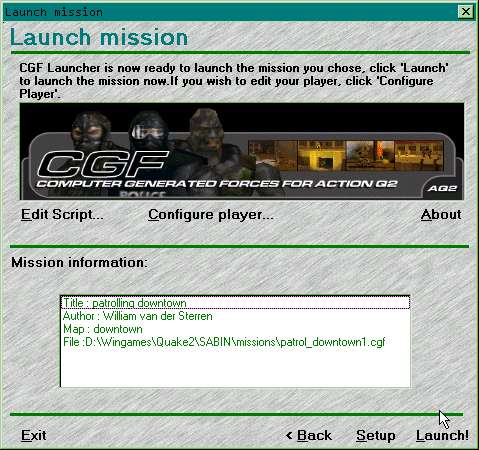 Launch mission
Launch mission
CGF Launcher is now ready to launch the mission you chose, click 'Launch'
to launch the mission now.If you wish to edit your player, click 'Configure
Player'.
POLICE
CGF
COMPUTER GENERATED FORCES FOR ACTION Q2
AQ2
Edit Script... Configure player... About
Mission information:
Title : patrolling downtown
Author : William van der Sterren
Map : downtown
File :D:\Wingames\Quake2\SABIN\missions\patrol_downtown1.cgf
Exit < Back Setup Launch!